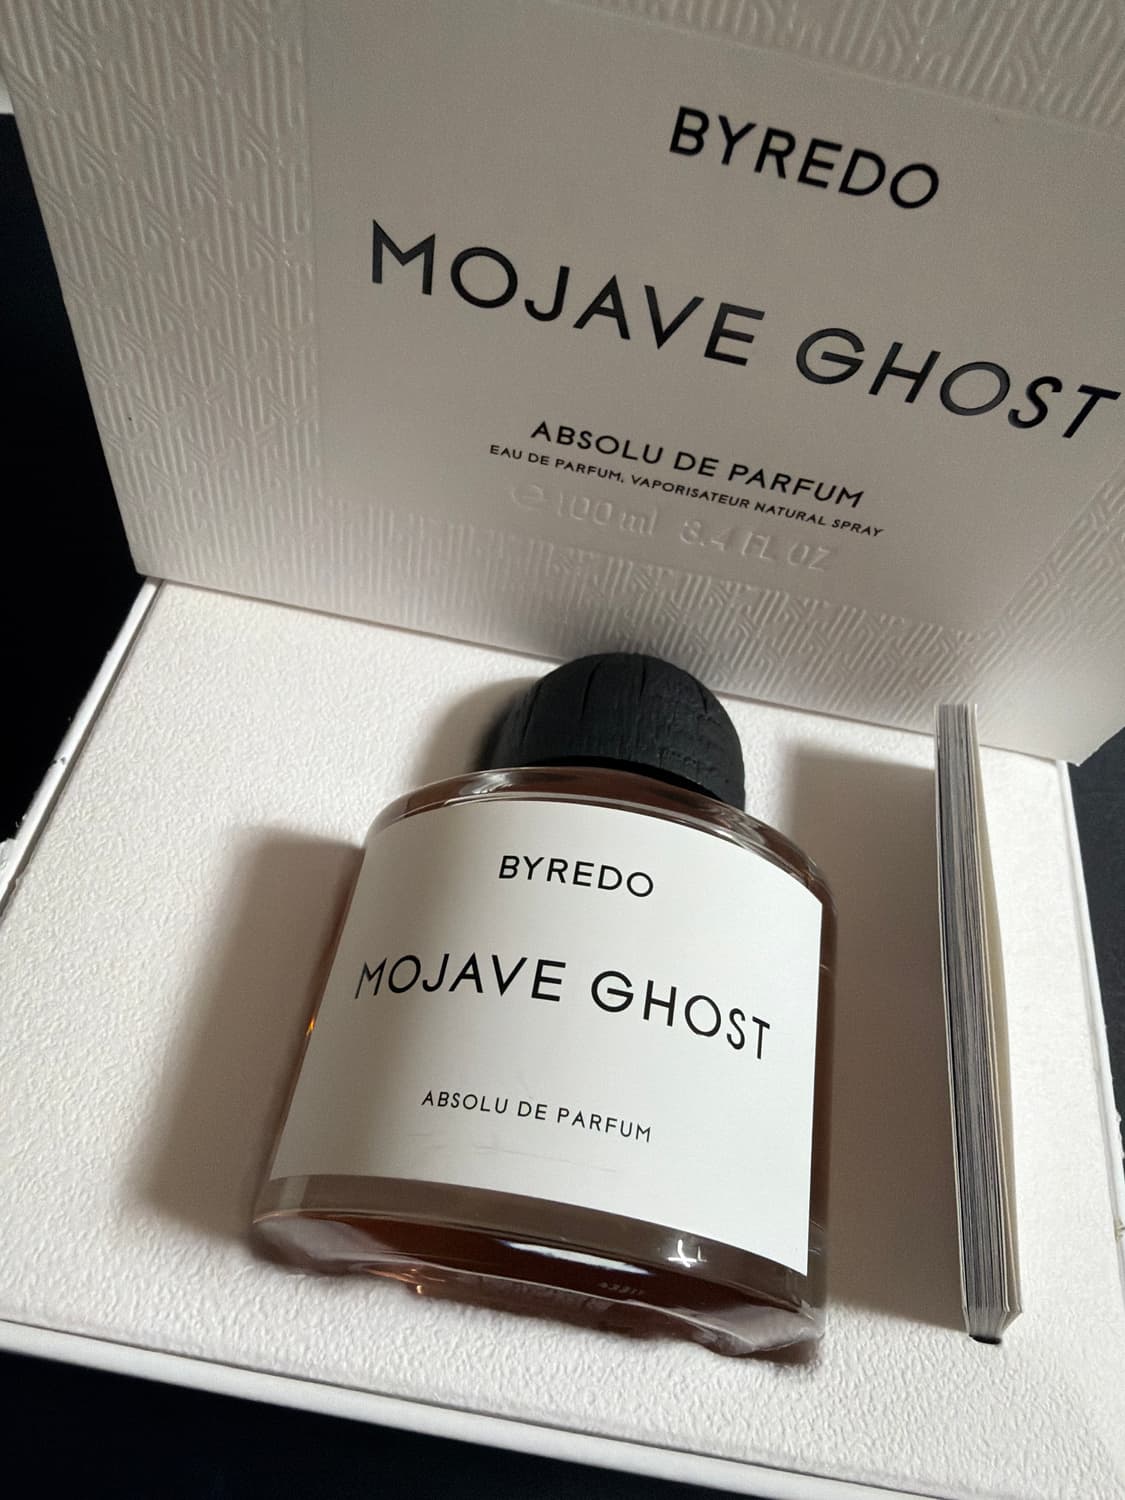 BYREDO
MOJAVE GHOST
ABSOLU DE PARFUM
EAU DE PARFUM, VAPORISATEUR NATURAL SPRAY
℮ 100 ml 3.4 FL OZ
BYREDO
MOJAVE GHOST
ABSOLU DE PARFUM